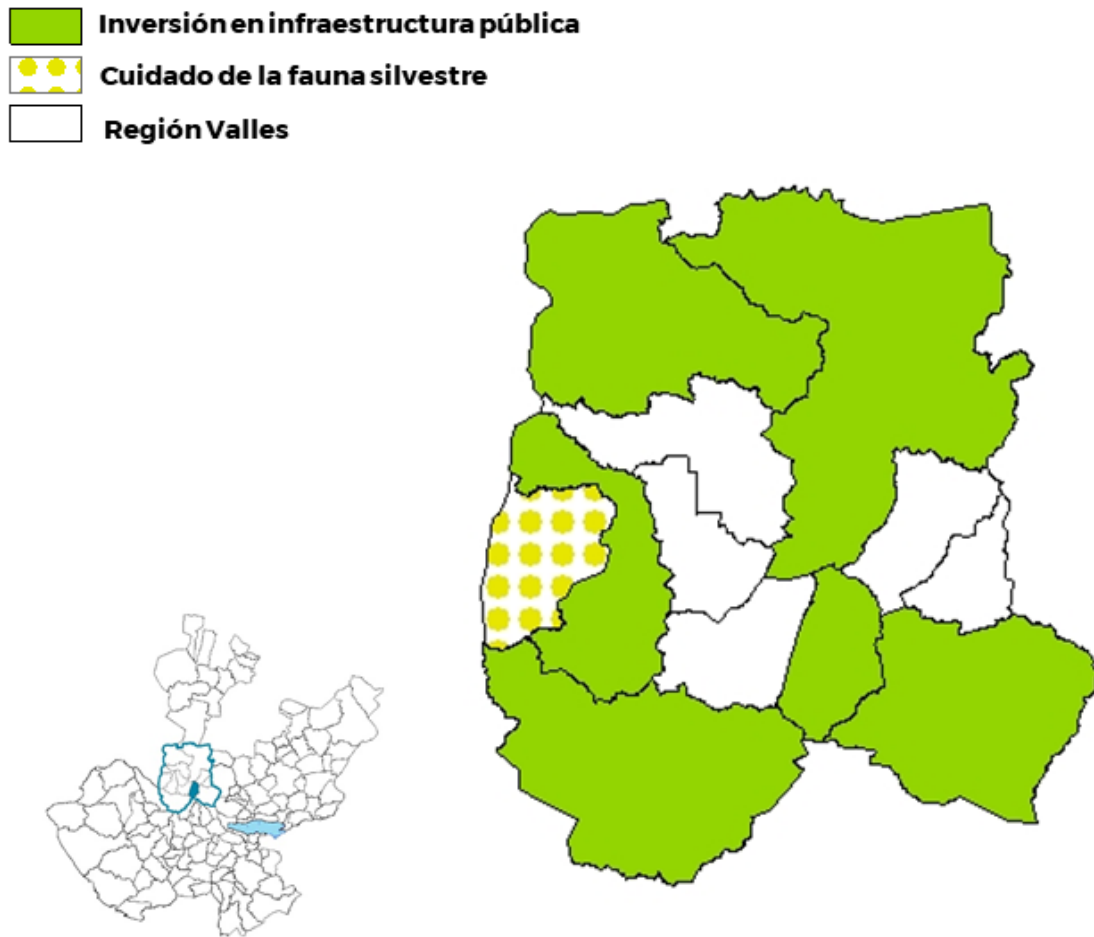 Inversión en infraestructura pública
Cuidado de la fauna silvestre
Región Valles